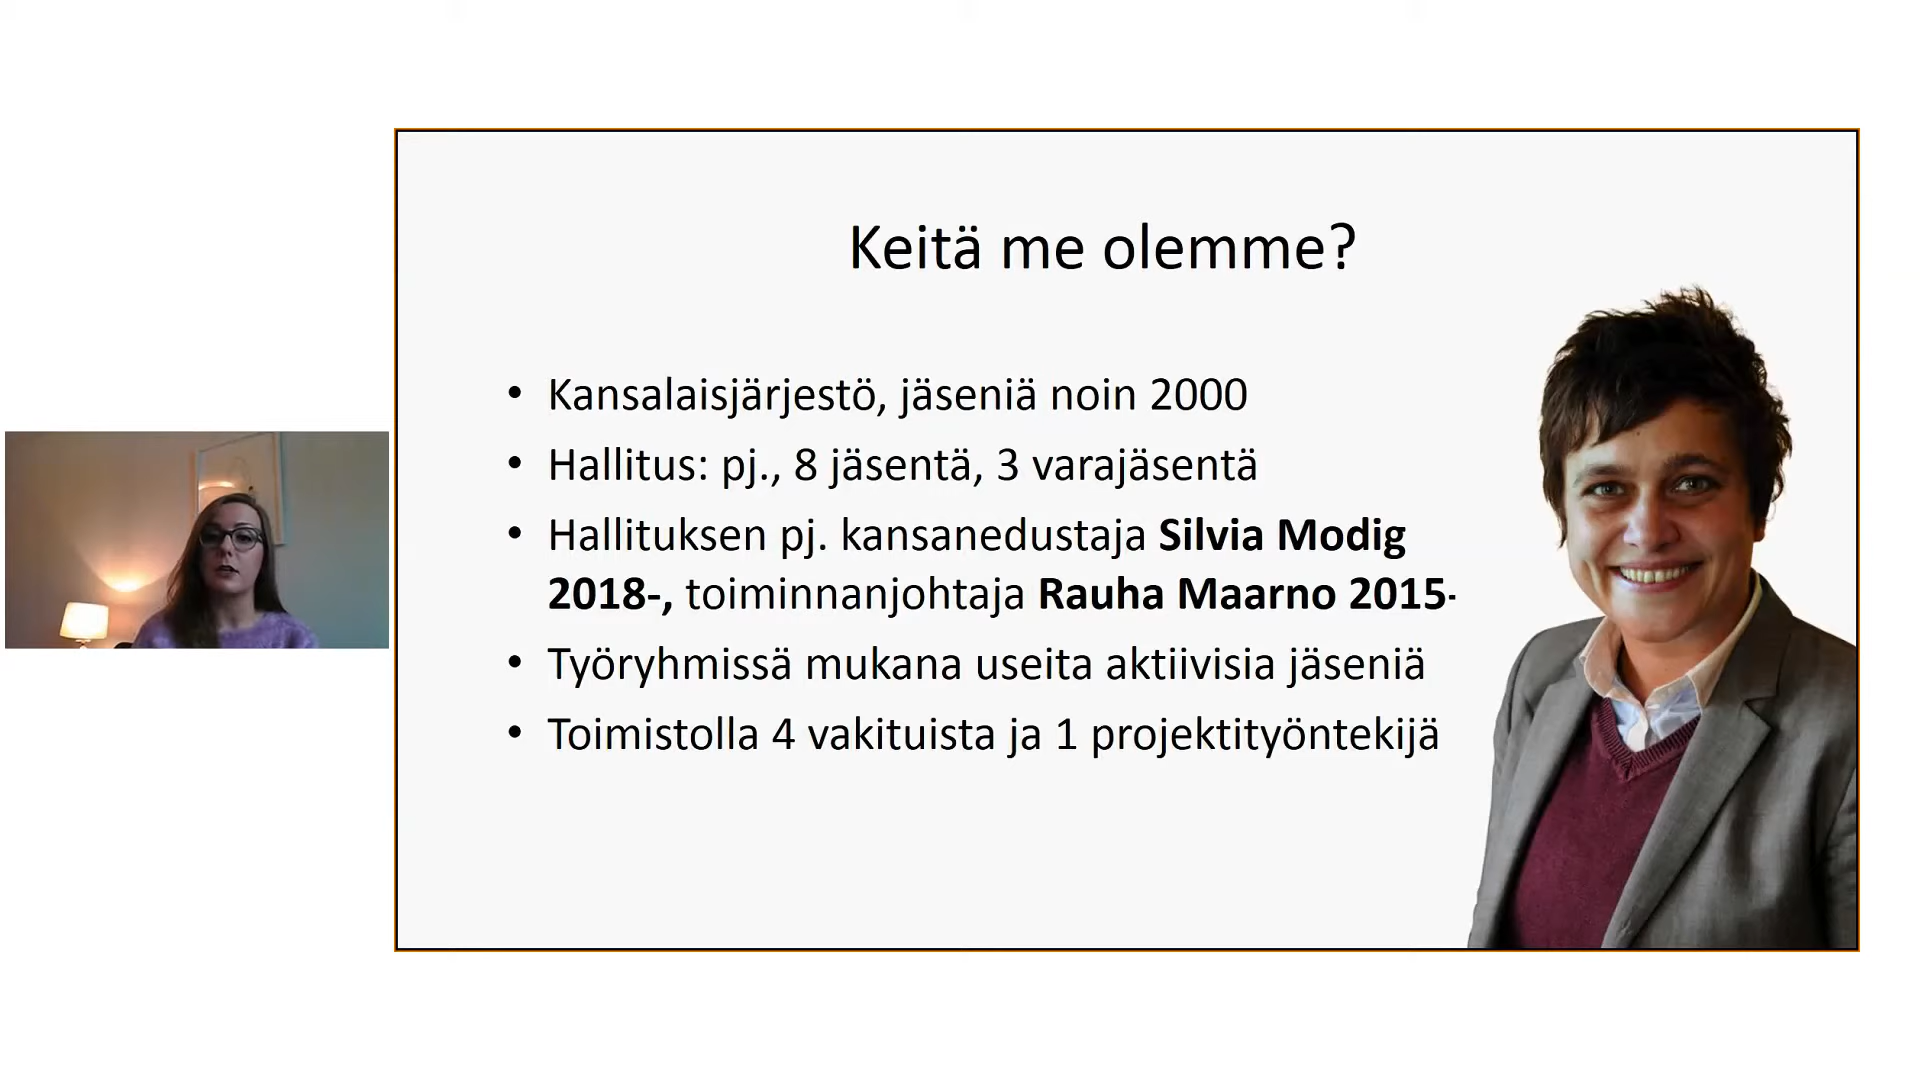 Keitä me olemme?
• Kansalaisjärjestö, jäseniä noin 2000
• Hallitus: pj., 8 jäsentä, 3 varajäsentä
• Hallituksen pj. kansanedustaja Silvia Modig
2018-, toiminnanjohtaja Rauha Maarno 2015-
• Työryhmissä mukana useita aktiivisia jäseniä
• Toimistolla 4 vakituista ja 1 projektityöntekijä